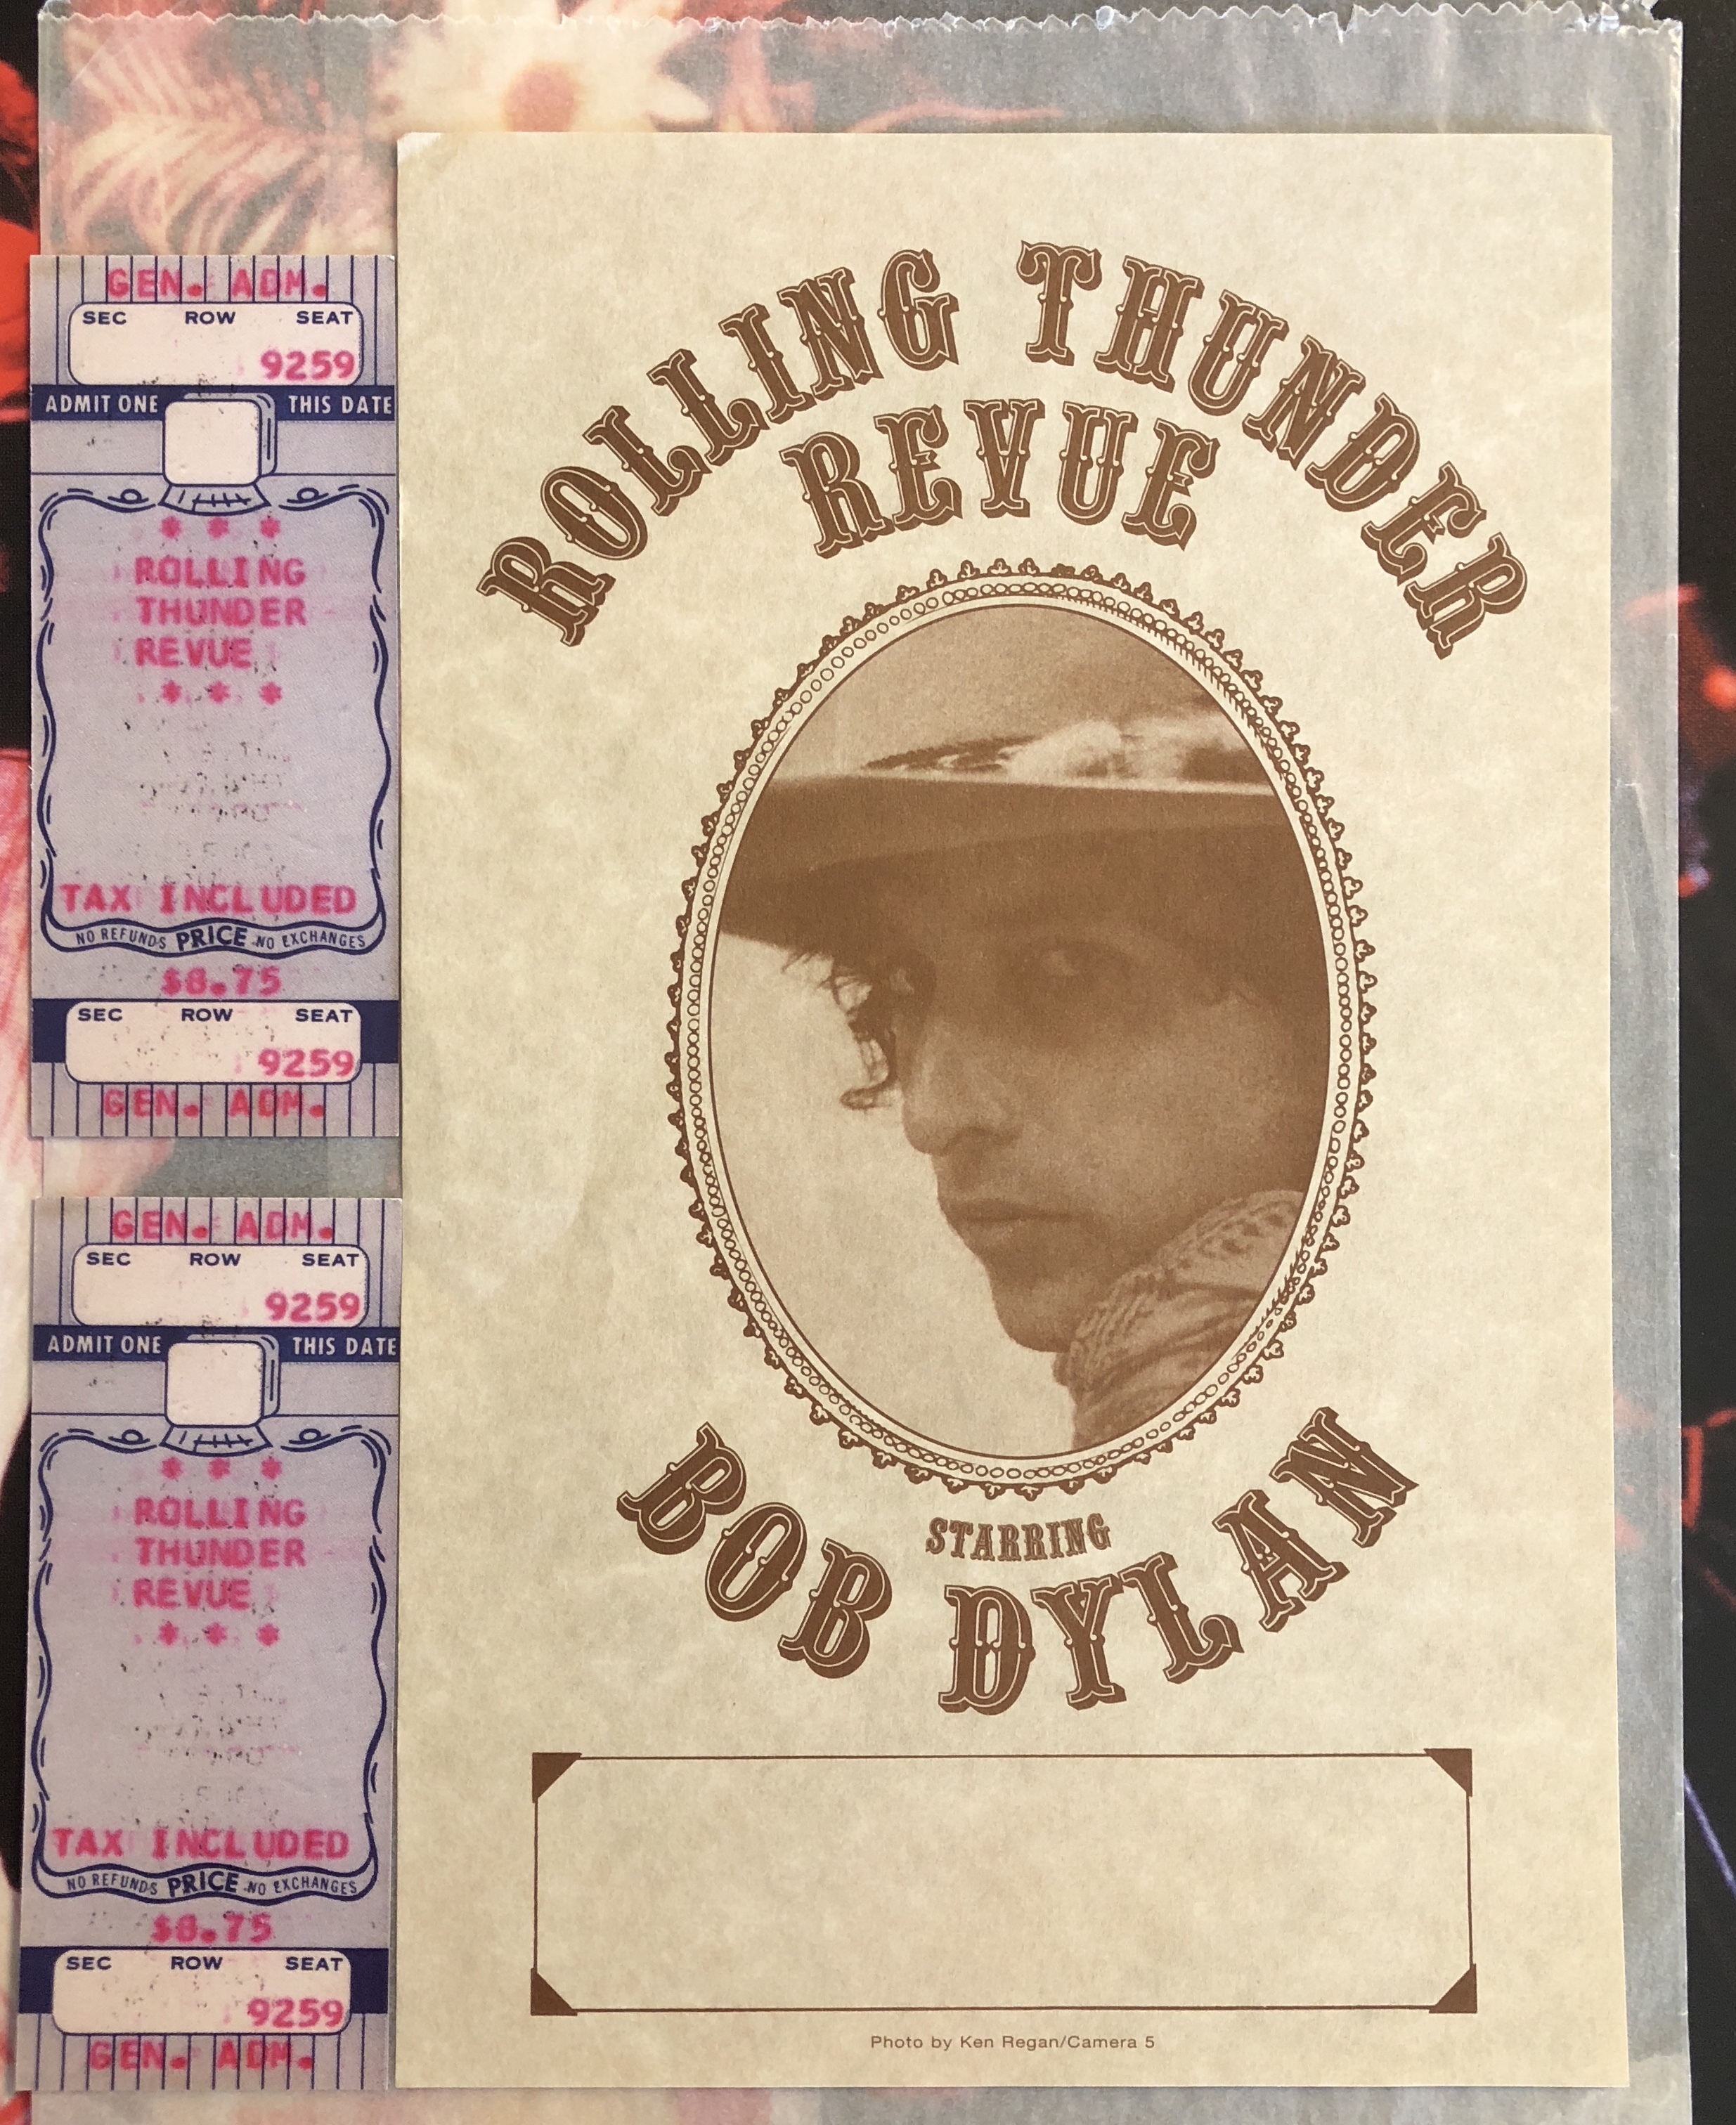 GEN. ADM.
SEC ROW SEAT
9259
ADMIT ONE THIS DATE
* * *
ROLLING
THUNDER
REVUE
* * *
TAX INCLUDED
NO REFUNDS PRICE NO EXCHANGES
$8.75
SEC ROW SEAT
9259
GEN. ADM.
GEN. ADM.
SEC ROW SEAT
9259
ADMIT ONE THIS DATE
* * *
ROLLING
THUNDER
REVUE
* * *
TAX INCLUDED
NO REFUNDS PRICE NO EXCHANGES
$8.75
SEC ROW SEAT
9259
GEN. ADM.
ROLLING THUNDER
REVUE
STARRING
BOB DYLAN
Photo by Ken Regan/Camera 5